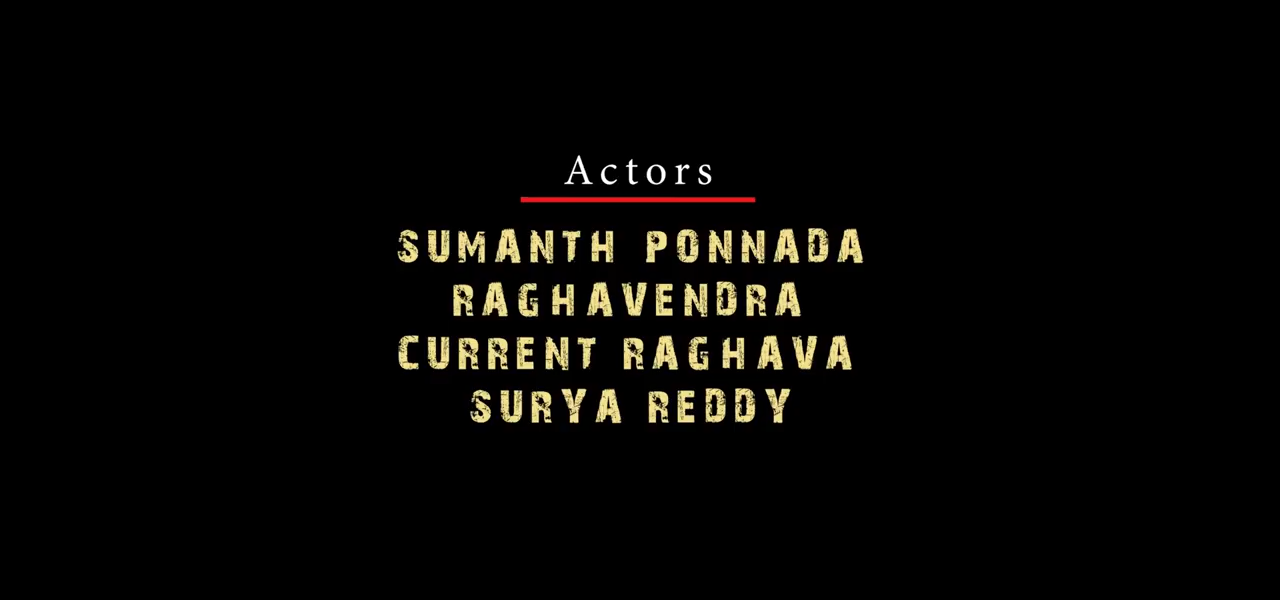 Actors
SUMANTH PONNADA
RAGHAVENDRA
CURRENT RAGHAVA
SURYA REDDY